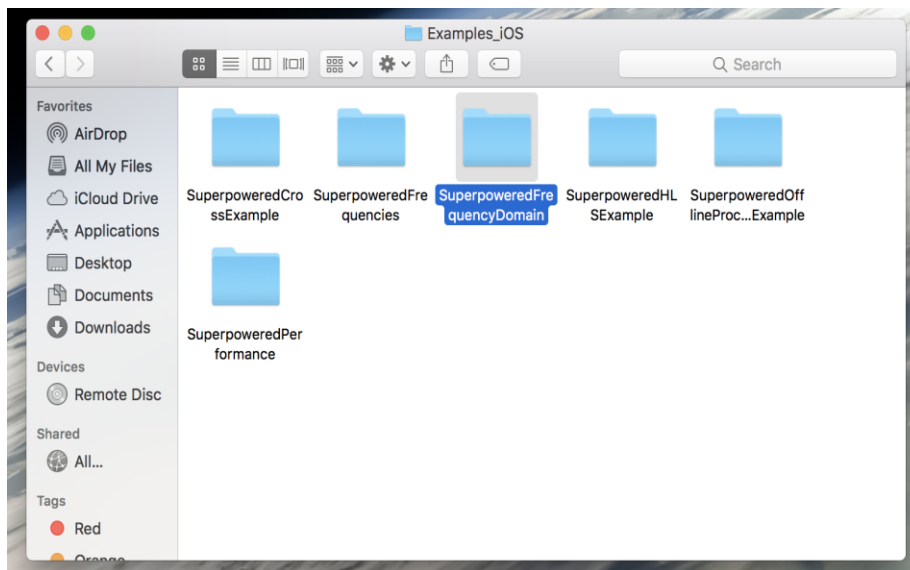 Examples_iOS
Search
Favorites
AirDrop
All My Files
iCloud Drive
Applications
Desktop
Documents
Downloads
Devices
Remote Disc
Shared
All...
Tags
Red
Orange
SuperpoweredCro
ssExample
SuperpoweredFre
quencies
SuperpoweredFre
quencyDomain
SuperpoweredHL
SExample
SuperpoweredOff
lineProc...Example
SuperpoweredPer
formance